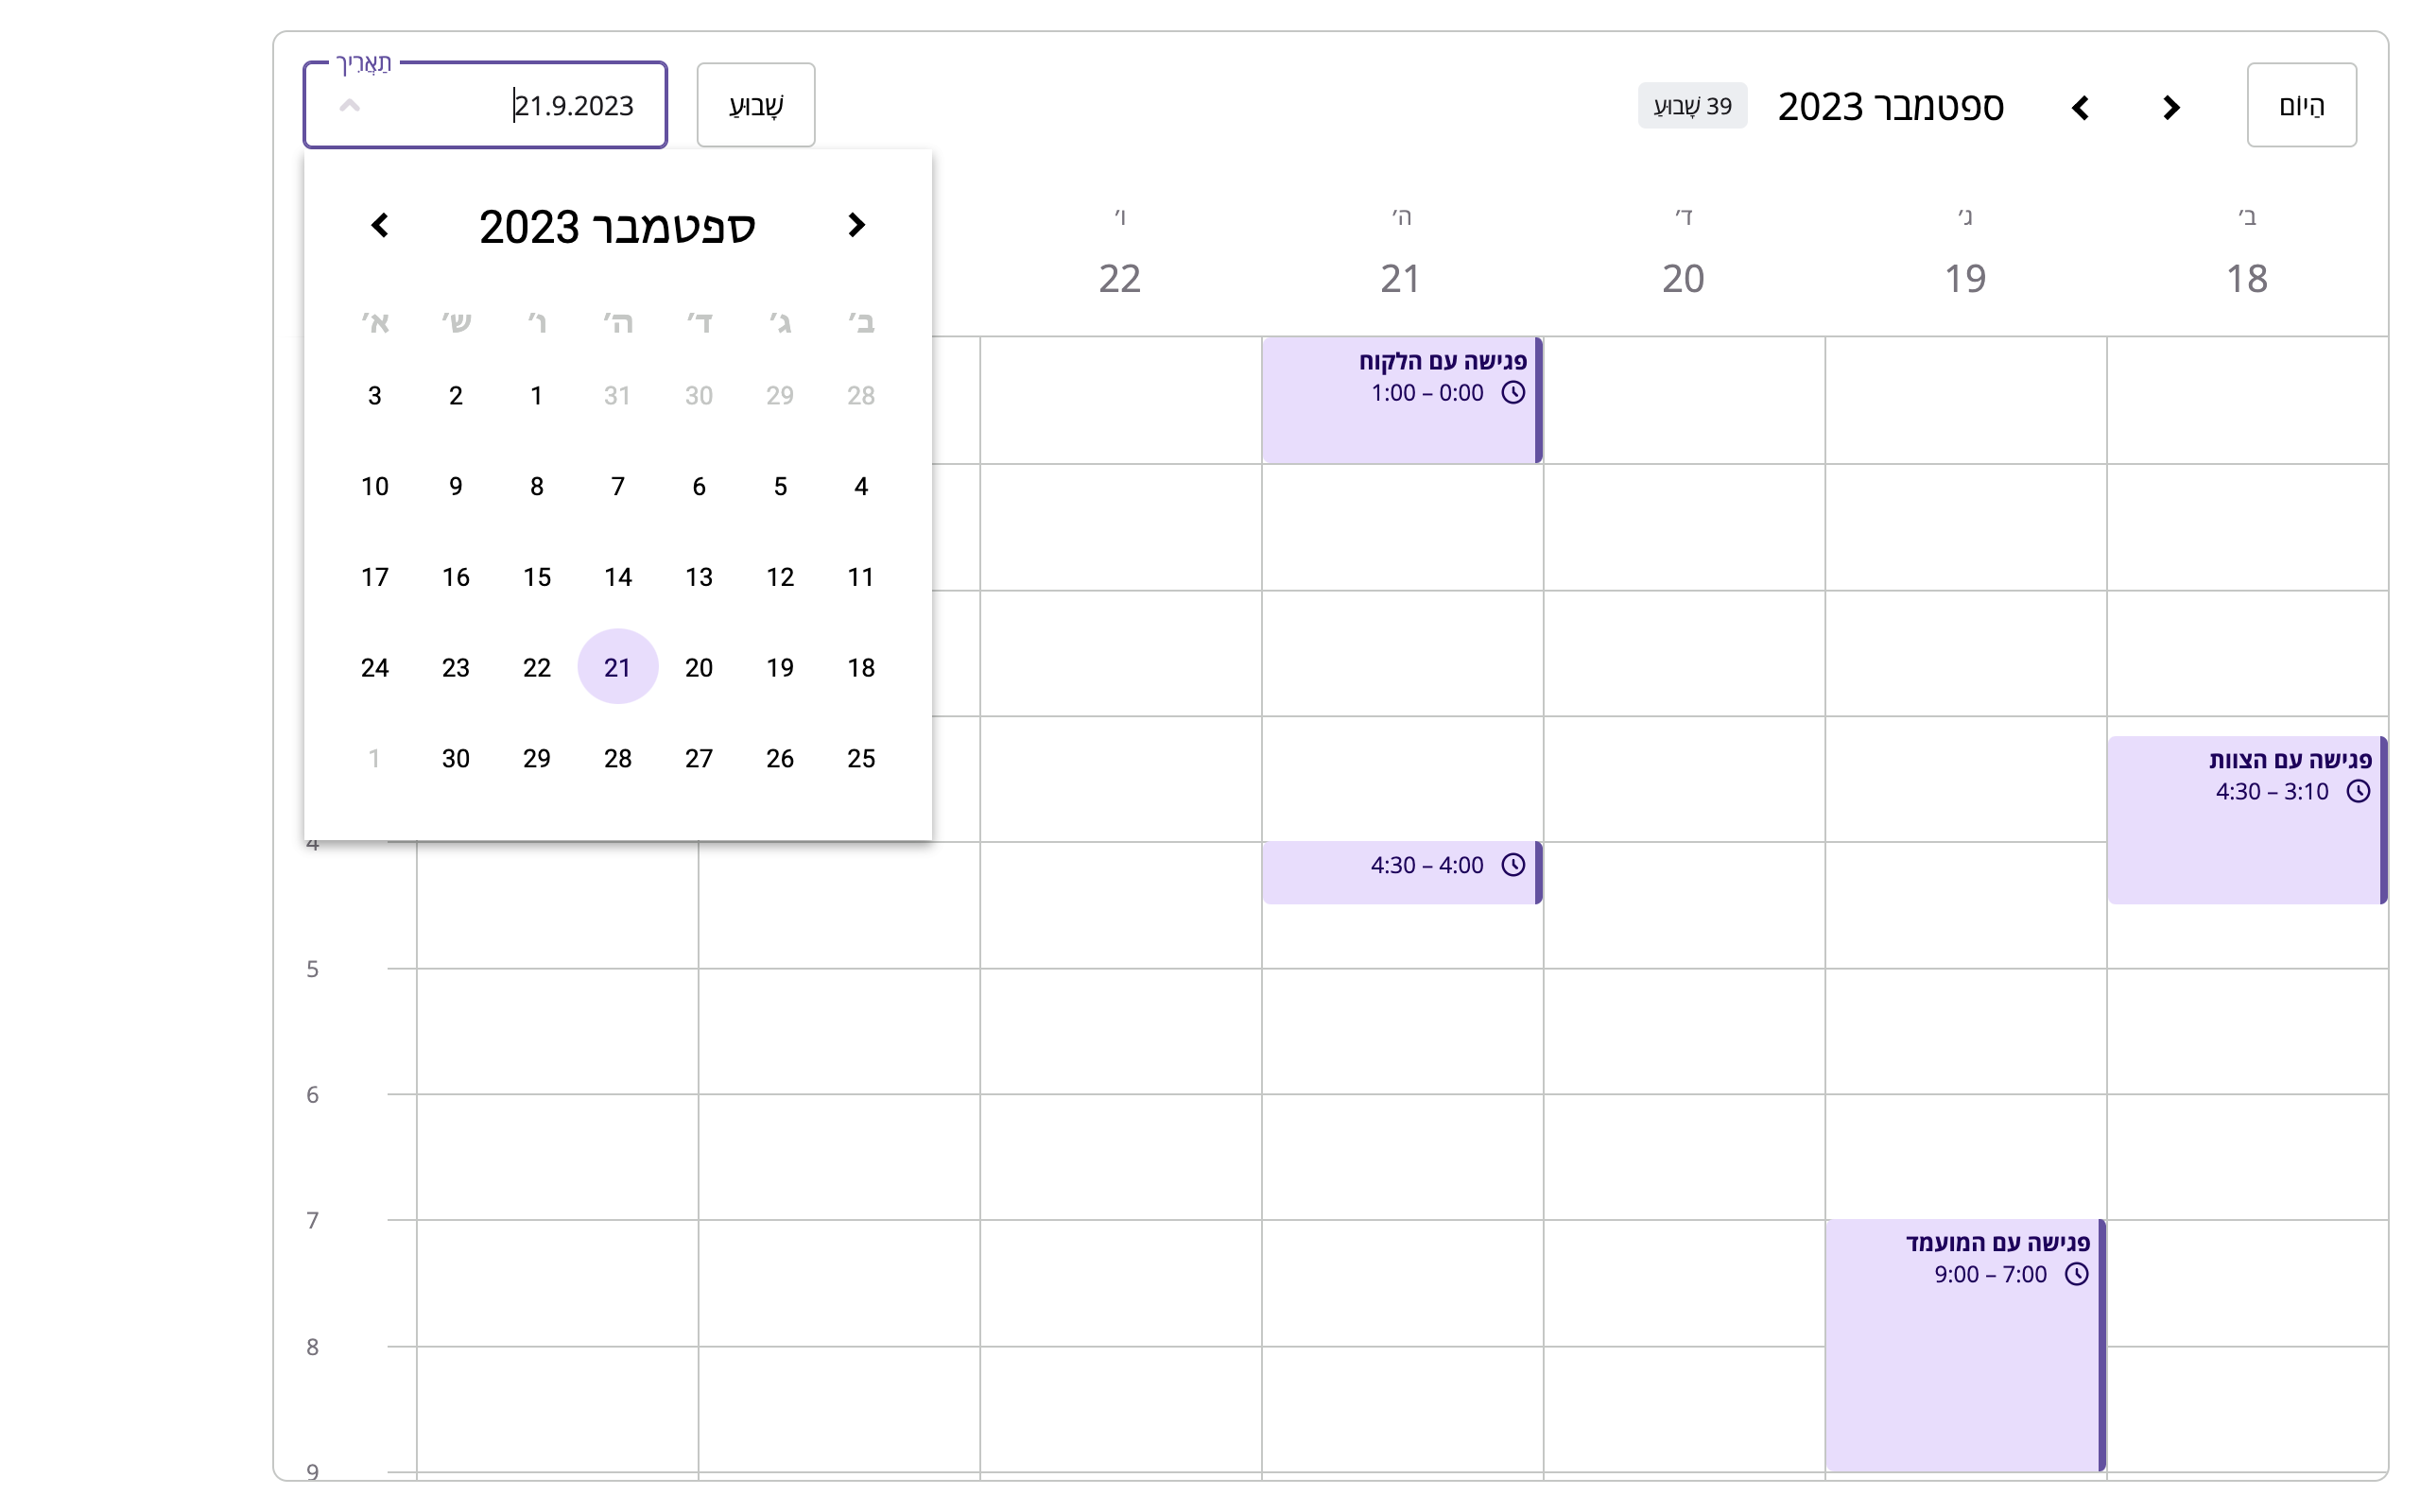 הַיוֹם
ספטמבר 2023
39 שָׁבוּעַ
שָׁבוּעַ
תַאֲרִיך
21.9.2023
ב׳ ג׳ ד׳ ה׳ ו׳
18 19 20 21 22
ספטמבר 2023
ב׳ ג׳ ד׳ ה׳ ו׳ ש׳ א׳
28 29 30 31 1 2 3
4 5 6 7 8 9 10
11 12 13 14 15 16 17
18 19 20 21 22 23 24
25 26 27 28 29 30 1
פגישה עם הלקוח
0:00 – 1:00
פגישה עם הצוות
3:10 – 4:30
4:00 – 4:30
פגישה עם המועמד
7:00 – 9:00
4
5
6
7
8
9